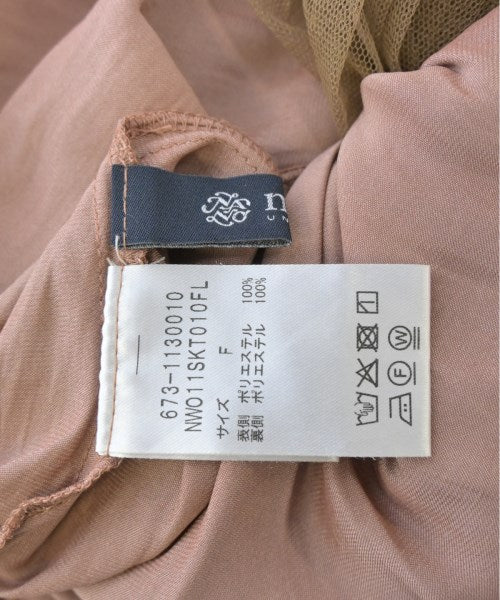 673-1130010
NW011SKT010FL
サイズ F
表側 ポリエステル 100%
裏側 ポリエステル 100%
F W